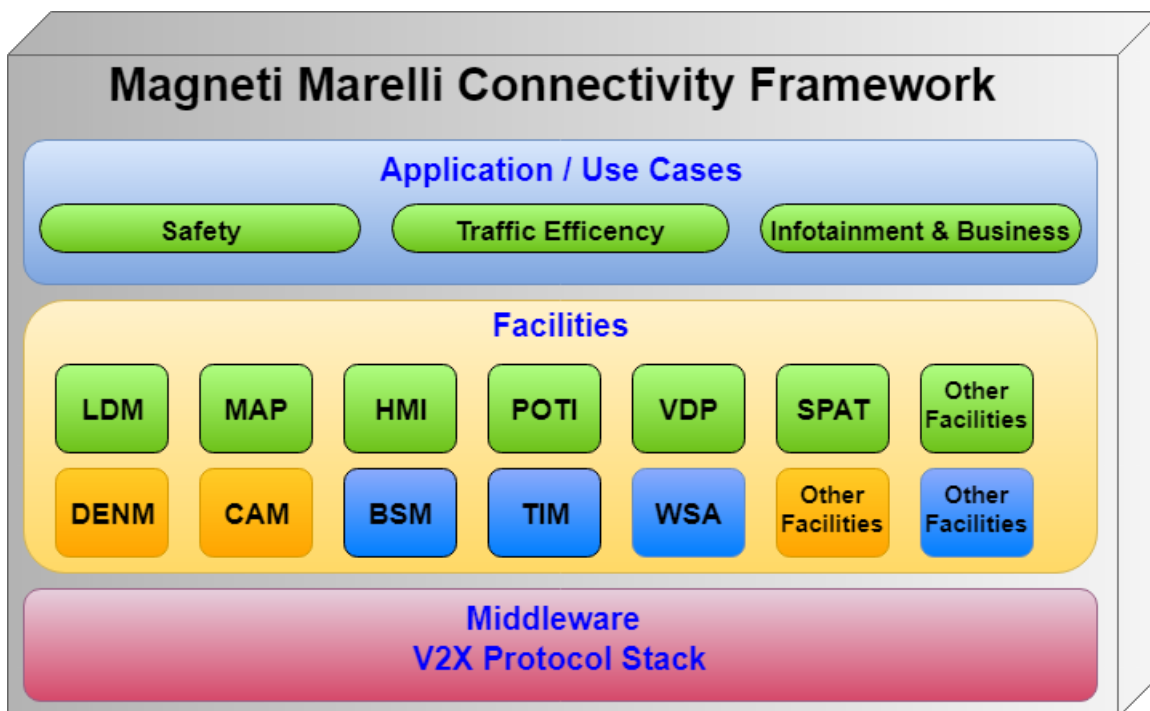 Magneti Marelli Connectivity Framework
Application / Use Cases
Safety
Traffic Efficency
Infotainment & Business
Facilities
LDM
MAP
HMI
POTI
VDP
SPAT
Other
Facilities
DENM
CAM
BSM
TIM
WSA
Other
Facilities
Other
Facilities
Middleware
V2X Protocol Stack